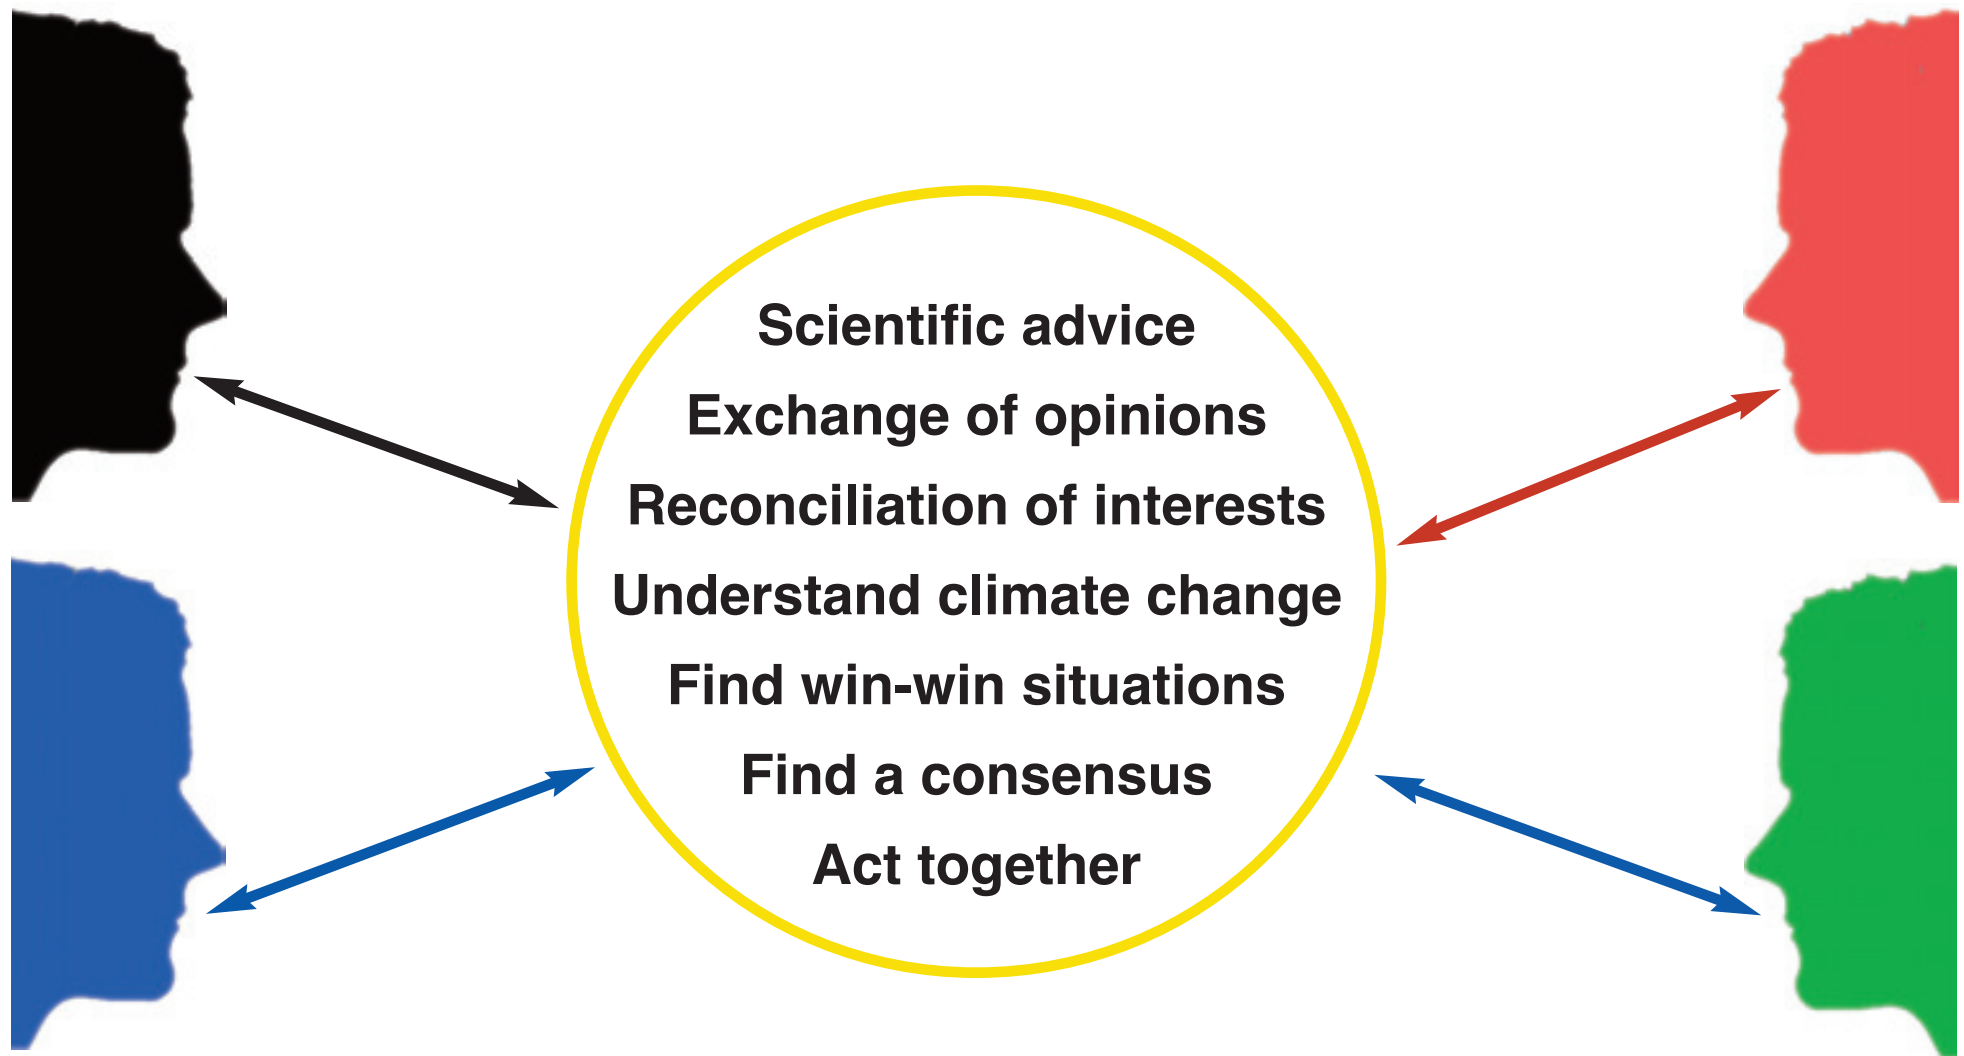 Scientific advice
Exchange of opinions
Reconciliation of interests
Understand climate change
Find win-win situations
Find a consensus
Act together